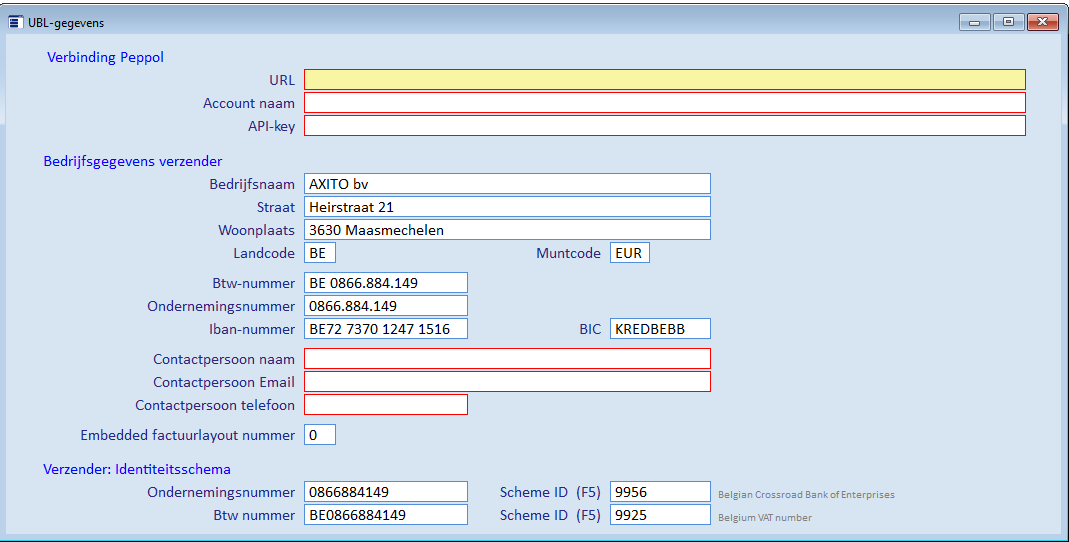 UBL-gegevens
Verbinding Peppol
URL
Account naam
API-key
Bedrijfsgegevens verzender
Bedrijfsnaam AXITO bv
Straat Heirstraat 21
Woonplaats 3630 Maasmechelen
Landcode BE Muntcode EUR
Btw-nummer BE 0866.884.149
Ondernemingsnummer 0866.884.149
Iban-nummer BE72 7370 1247 1516 BIC KREDBEBB
Contactpersoon naam
Contactpersoon Email
Contactpersoon telefoon
Embedded factuurlayout nummer 0
Verzender: Identiteitsschema
Ondernemingsnummer 0866884149 Scheme ID (F5) 9956 Belgian Crossroad Bank of Enterprises
Btw nummer BE0866884149 Scheme ID (F5) 9925 Belgium VAT number